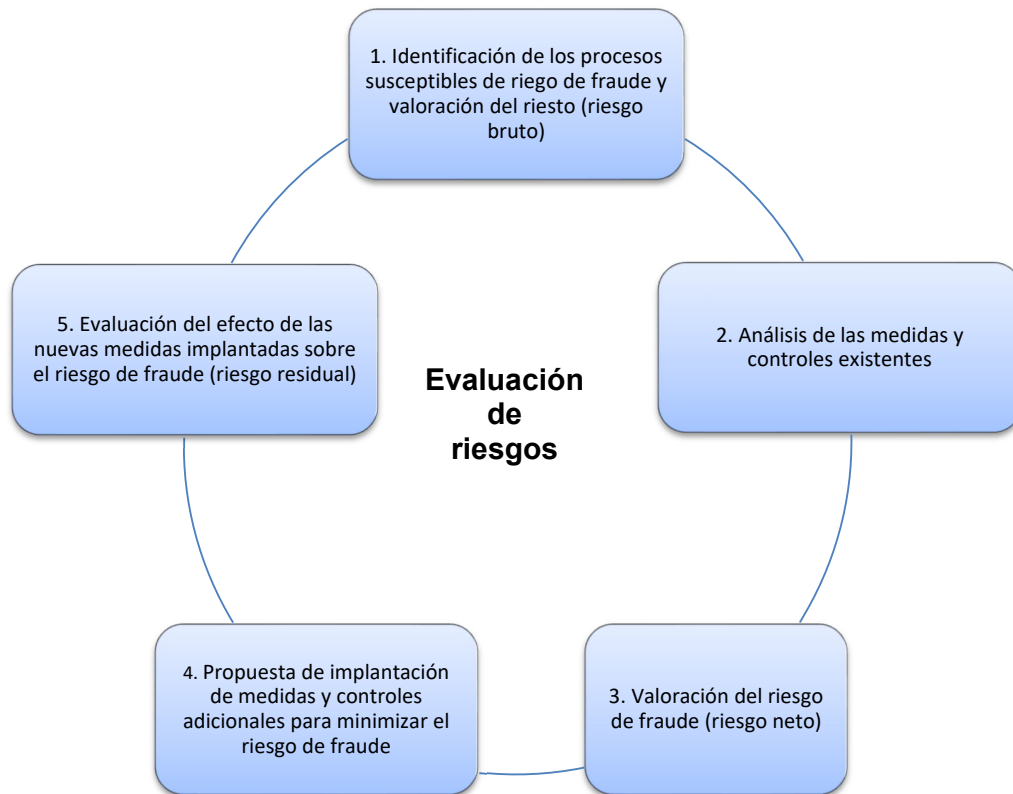 1. Identificación de los procesos
susceptibles de riego de fraude y
valoración del riesto (riesgo
bruto)
2. Análisis de las medidas y
controles existentes
3. Valoración del riesgo
de fraude (riesgo neto)
4. Propuesta de implantación
de medidas y controles
adicionales para minimizar el
riesgo de fraude
5. Evaluación del efecto de las
nuevas medidas implantadas sobre
el riesgo de fraude (riesgo residual)
Evaluación
de
riesgos